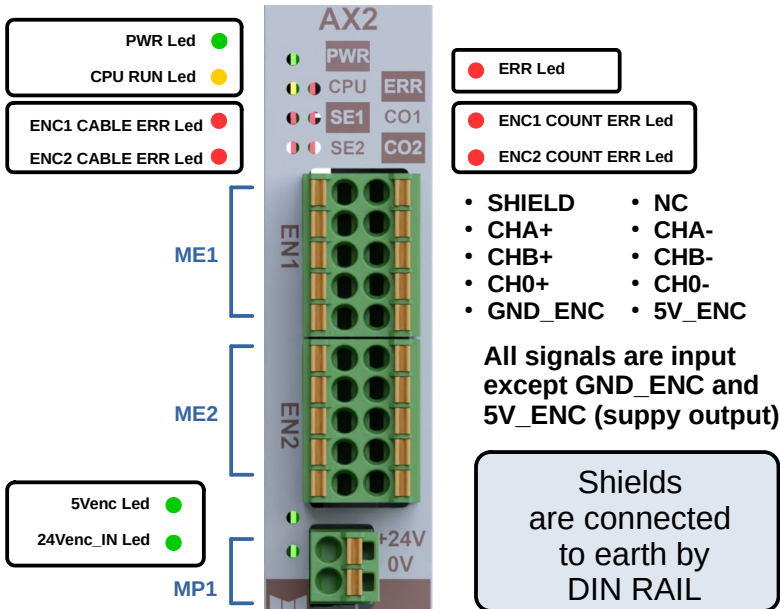 AX2
PWR Led
CPU RUN Led
PWR
CPU ERR
SE1 CO1
SE2 CO2
ERR Led
ENC1 CABLE ERR Led
ENC2 CABLE ERR Led
ENC1 COUNT ERR Led
ENC2 COUNT ERR Led
ME1
EN1
• SHIELD • NC
• CHA+ • CHA-
• CHB+ • CHB-
• CH0+ • CH0-
• GND_ENC • 5V_ENC
ME2
EN2
All signals are input
except GND_ENC and
5V_ENC (suppy output)
5Venc Led
24Venc_IN Led
MP1
+24V
0V
Shields
are connected
to earth by
DIN RAIL